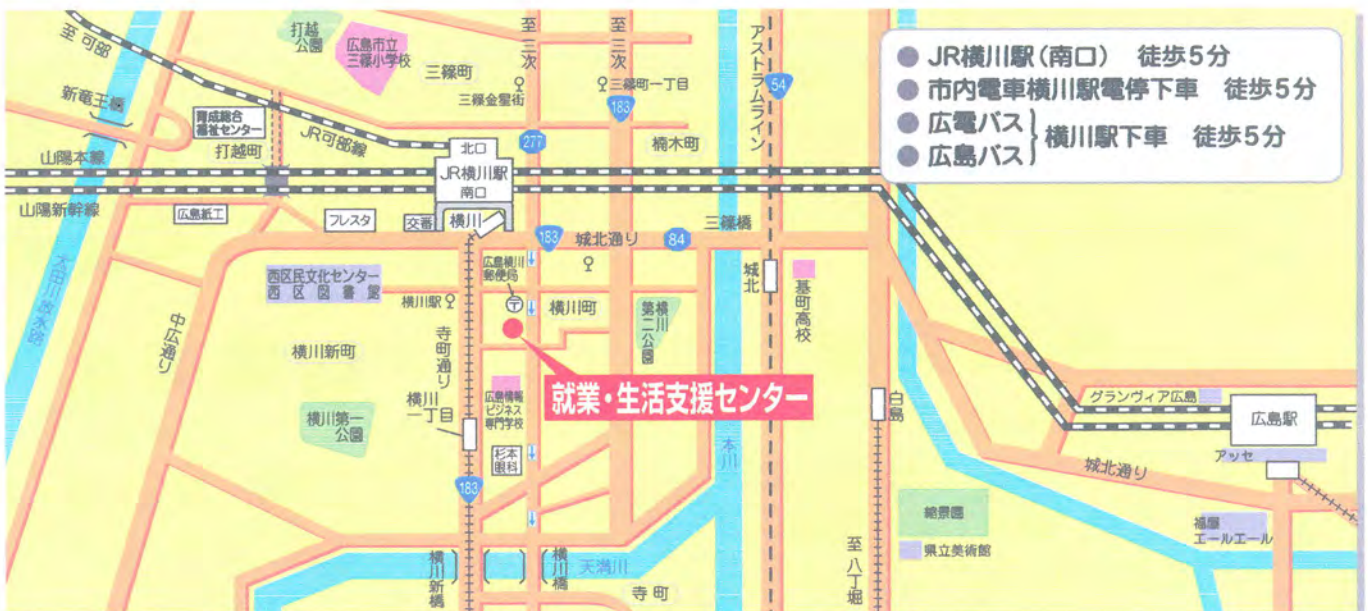 ● JR横川駅(南口) 徒歩5分
● 市内電車横川駅電停下車 徒歩5分
● 広電バス
● 広島バス
横川駅下車 徒歩5分
至 可部
打越
公園
広島市立
三篠小学校
三篠町
至 三次
至 三次
三篠金星街
三篠町一丁目
183
277
アストラムライン
54
新竜王橋
育成総合
福祉センター
打越町
JR可部線
楠木町
山陽本線
山陽新幹線
北口
JR横川駅
南口
広島紙工
フレスタ
交番
横川
183
城北通り
84
三篠橋
太田川放水路
中広通り
西区民文化センター
西区図書館
広島横川
郵便局
横川駅
〒
横川町
横川
第二公園
城北
基町高校
横川新町
寺町通り
就業・生活支援センター
横川第一
公園
横川
一丁目
広島情報
ビジネス
専門学校
杉本
眼科
183
本川
白島
グランヴィア広島
広島駅
アッセ
城北通り
縮景園
県立美術館
福屋
エールエール
横川新橋
横川橋
天満川
寺町
至 八丁堀